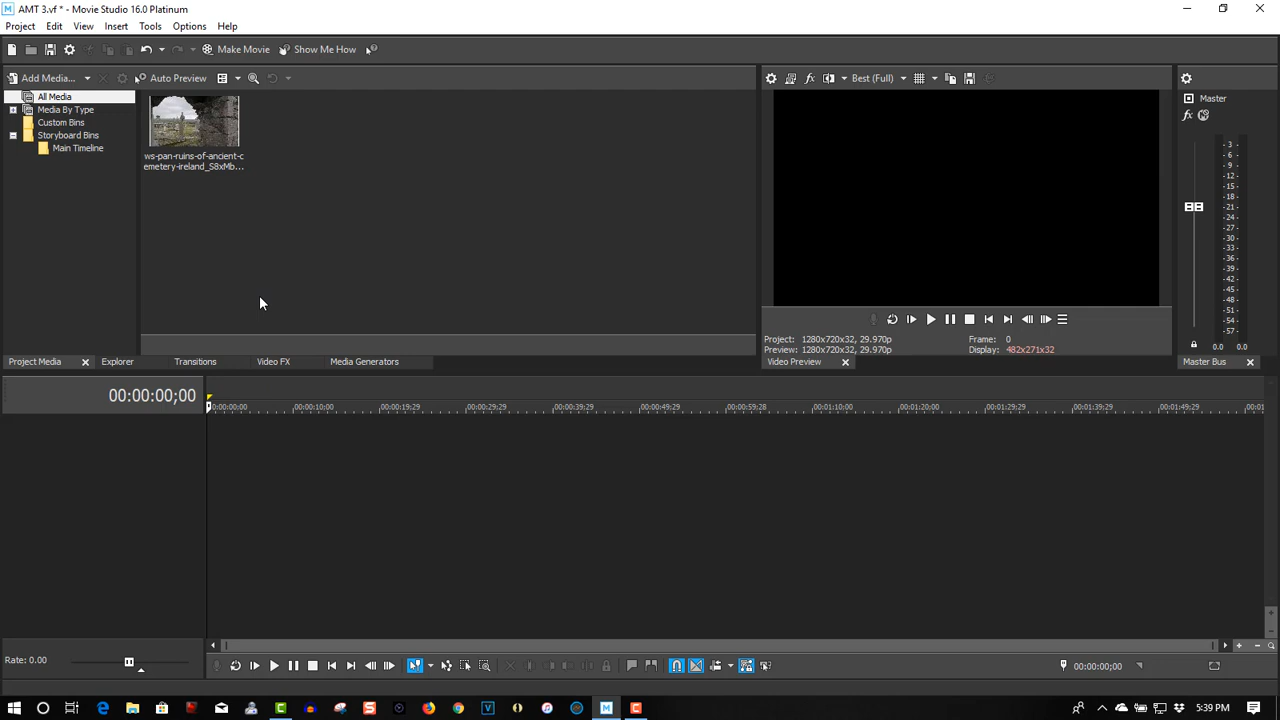 AMT 3.vf * - Movie Studio 16.0 Platinum
Project Edit View Insert Tools Options Help
Make Movie Show Me How
Add Media... Auto Preview Best (Full)
All Media
Media By Type
Custom Bins
Storyboard Bins
Main Timeline
ws-pan-ruins-of-ancient-c
emetery-ireland_S8xMb...
Master
- 3 -
- 6 -
- 9 -
- 12 -
- 15 -
- 18 -
- 21 -
- 24 -
- 27 -
- 30 -
- 33 -
- 36 -
- 39 -
- 42 -
- 45 -
- 48 -
- 51 -
- 54 -
- 57 -
0.0 0.0
Project: 1280x720x32, 29.970p Frame: 0
Preview: 1280x720x32, 29.970p Display: 482x271x32
Project Media Explorer Transitions Video FX Media Generators Video Preview Master Bus
00:00:00;00
00:00:00;00 00:00:10;00 00:00:19;29 00:00:29;29 00:00:39;29 00:00:49;29 00:00:59;28 00:01:10;00 00:01:20;00 00:01:29;29 00:01:39;29 00:01:49;29
Rate: 0.00
00:00:00;00
5:39 PM